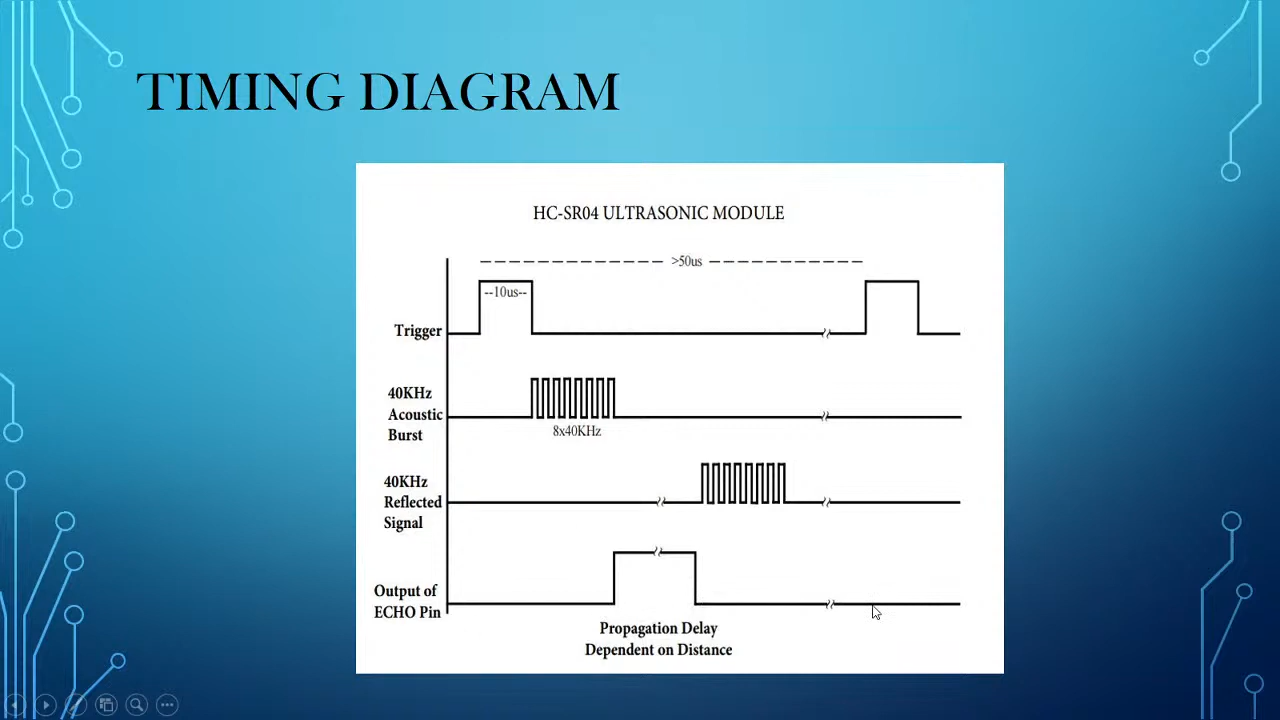 TIMING DIAGRAM
HC-SR04 ULTRASONIC MODULE
>50us
--10us--
Trigger
40KHz
Acoustic
Burst
8x40KHz
40KHz
Reflected
Signal
Output of
ECHO Pin
Propagation Delay
Dependent on Distance